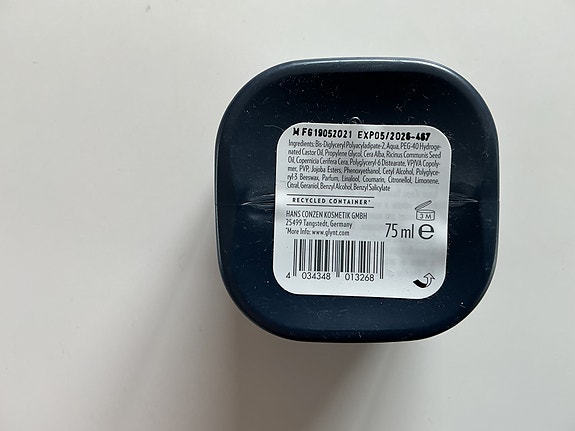 MFG19052021 EXP05/2026-487
Ingredients: Bis-Diglyceryl Polyacyladipate-2, Aqua, PEG-40 Hydroge-
nated Castor Oil, Propylene Glycol, Cera Alba, Ricinus Communis Seed
Oil, Copernicia Cerifera Cera, Polyglyceryl-6 Distearate, VP/VA Copoly-
mer, PVP, Jojoba Esters, Phenoxyethanol, Cetyl Alcohol, Polyglyce-
ryl-3 Beeswax, Parfum, Linalool, Coumarin, Citronellol, Limonene,
Citral, Geraniol, Benzyl Alcohol, Benzyl Salicylate
RECYCLED CONTAINER*
HANS CONZEN KOSMETIK GMBH
25499 Tangstedt, Germany
*More Info: www.glynt.com
3 M
75 ml e
4 034348 013268